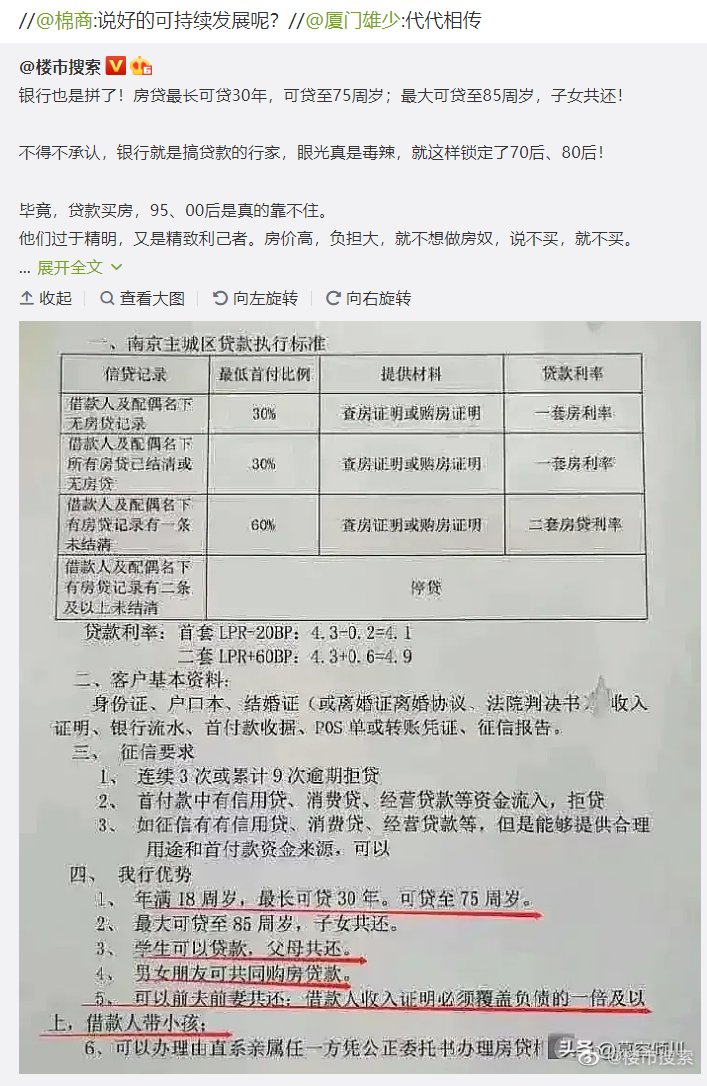 //@棉商:说好的可持续发展呢？//@厦门雄少:代代相传
@楼市搜索
银行也是拼了！房贷最长可贷30年，可贷至75周岁；最大可贷至85周岁，子女共还！
不得不承认，银行就是搞贷款的行家，眼光真是毒辣，就这样锁定了70后、80后！
毕竟，贷款买房，95、00后是真的靠不住。
他们过于精明，又是精致利己者。房价高，负担大，就不想做房奴，说不买，就不买。
... 展开全文
收起 查看大图 向左旋转 向右旋转
一、南京主城区贷款执行标准
信贷记录 最低首付比例 提供材料 贷款利率
借款人及配偶名下
无房贷记录 30% 查房证明或购房证明 一套房利率
借款人及配偶名下
所有房贷已结清或 30% 查房证明或购房证明 一套房利率
无房贷
借款人及配偶名下
有房贷记录有一条 60% 查房证明或购房证明 二套房贷利率
未结清
借款人及配偶名下
有房贷记录有二条 停贷
及以上未结清
贷款利率：首套 LPR-20BP：4.3-0.2=4.1
二套 LPR+60BP：4.3+0.6=4.9
二、客户基本资料：
身份证、户口本、结婚证（或离婚证离婚协议、法院判决书 收入
证明、银行流水、首付款收据、POS 单或转账凭证、征信报告。
三、 征信要求
1、 连续 3 次或累计 9 次逾期拒贷
2、 首付款中有信用贷、消费贷、经营贷款等资金流入，拒贷
3、 如征信有有信用贷、消费贷、经营贷款等，但是能够提供合理
用途和首付款资金来源，可以
四、 我行优势
1、 年满 18 周岁，最长可贷 30 年。可贷至 75 周岁。
2、 最大可贷至 85 周岁，子女共还。
3、 学生可以贷款，父母共还。
4、 男女朋友可共同购房贷款。
5、 可以前夫前妻共还：借款人收入证明必须覆盖负债的一倍及以
上，借款人带小孩；
6、可以办理由直系亲属任一方凭公正委托书办理房贷
头条
@楼市搜索